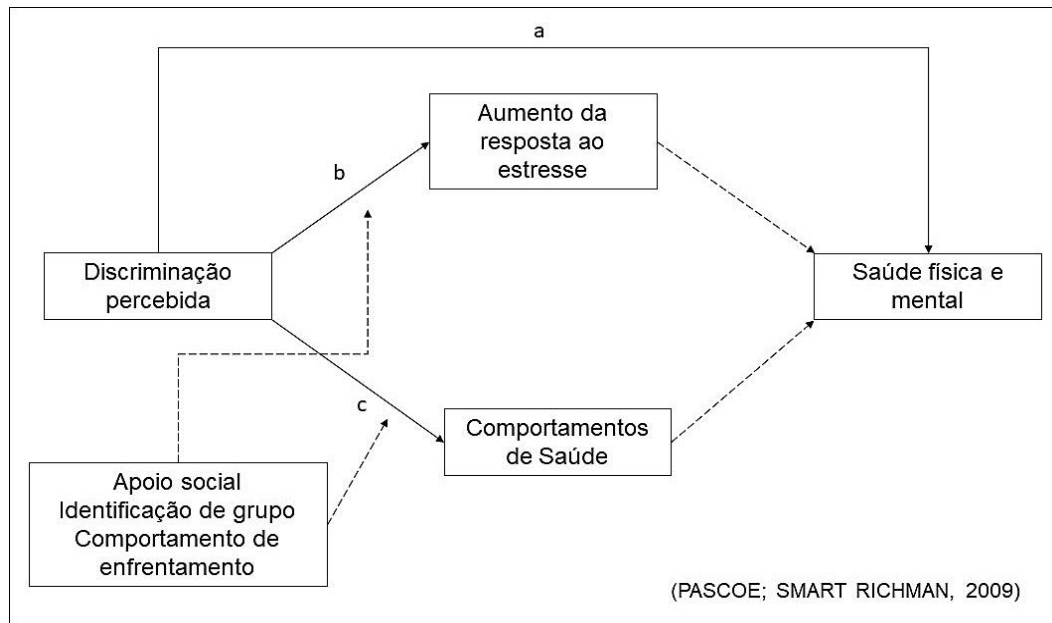 a
Aumento da
resposta ao
estresse
b
Discriminação
percebida
Saúde física e
mental
c
Comportamentos
de Saúde
Apoio social
Identificação de grupo
Comportamento de
enfrentamento
(PASCOE; SMART RICHMAN, 2009)